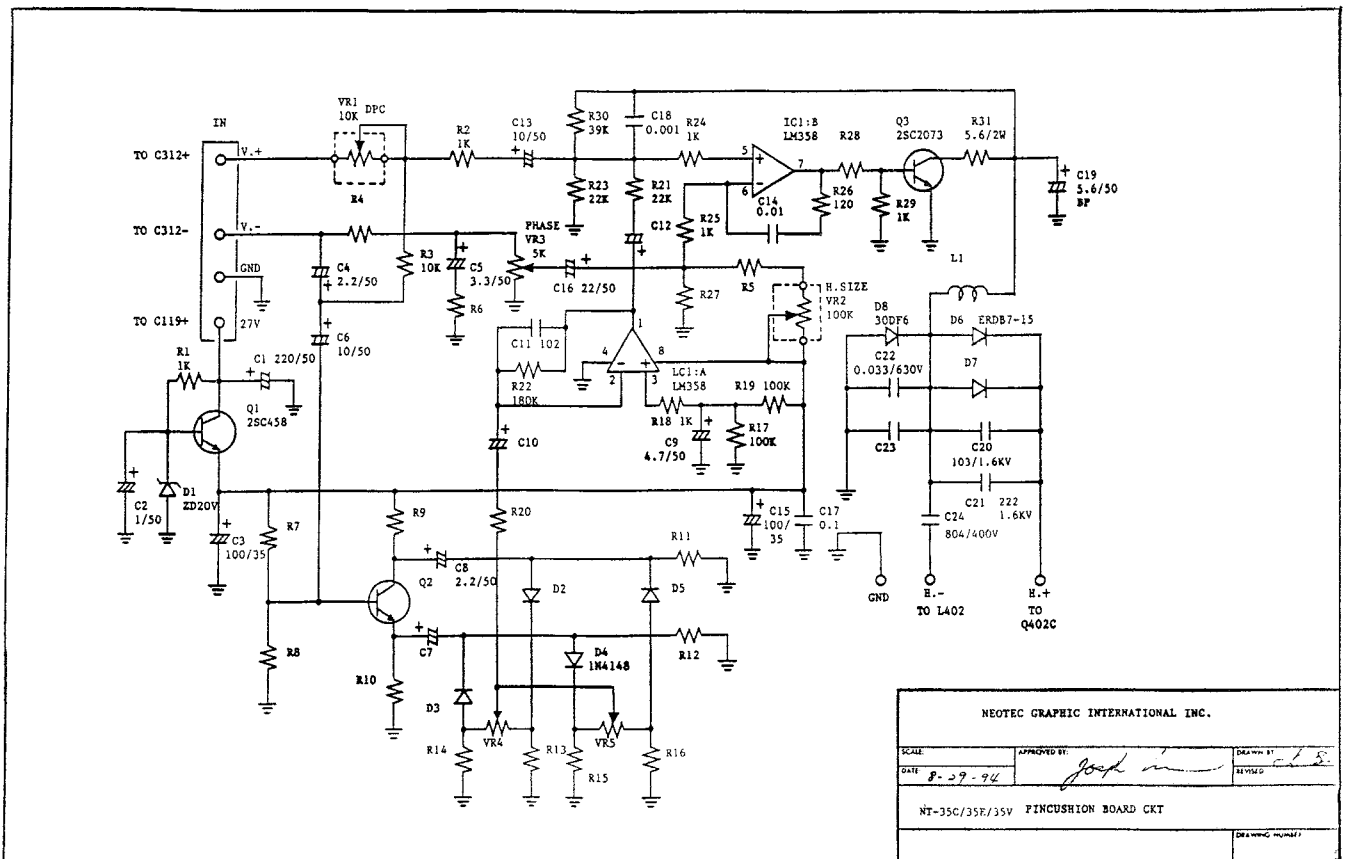 IN
TO C312+
V.+
VR1
10K
DPC
R4
R2
1K
C13
10/50
+
R30
39K
C18
0.001
R24
1K
IC1:B
LM358
5
+
6
-
7
R28
Q3
2SC2073
R31
5.6/2W
+
C19
5.6/50
BP
R23
22K
R21
22K
C14
0.01
R26
120
R29
1K
TO C312-
V.-
C4
2.2/50
+
R3
10K
+
C5
3.3/50
R6
PHASE
VR3
5K
+
C16 22/50
C12
+
R25
1K
R5
R27
L1
GND
TO C119+
27V
C6
10/50
+
H.SIZE
VR2
100K
D8
30DF6
D6
ERDB7-15
C22
0.033/630V
D7
R1
1K
C1 220/50
+
Q1
2SC458
C11 102
R22
180K
1
4
8
-
+
2
3
LC1:A
LM358
R19 100K
R18 1K
R17
100K
+
C9
4.7/50
C23
C20
103/1.6KV
C21
222
1.6KV
C24
804/400V
+
C2
1/50
D1
ZD20V
+
C3
100/35
+
C10
R7
R9
R20
+
C15
100/
35
C17
0.1
R11
+
C8
2.2/50
Q2
D2
D5
GND
H.-
TO L402
H.+
TO
Q402C
R8
+
C7
R10
D4
1N4148
R12
D3
VR4
VR5
R14
R13
R15
R16
NEOTEC GRAPHIC INTERNATIONAL INC.
SCALE:
APPROVED BY:
DRAWN BY
DATE: 8-29-94
REVISED
NT-35C/35E/35V PINCUSHION BOARD CKT
DRAWING NUMBER